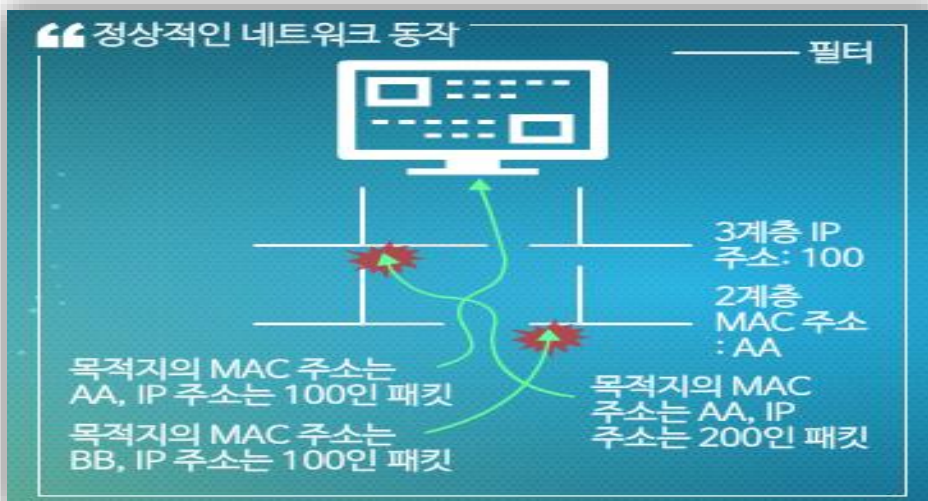 ❝ 정상적인 네트워크 동작
필터
3계층 IP
주소: 100
2계층
MAC 주소
: AA
목적지의 MAC 주소는
AA, IP 주소는 100인 패킷
목적지의 MAC 주소는
BB, IP 주소는 100인 패킷
목적지의 MAC
주소는 AA, IP
주소는 200인 패킷